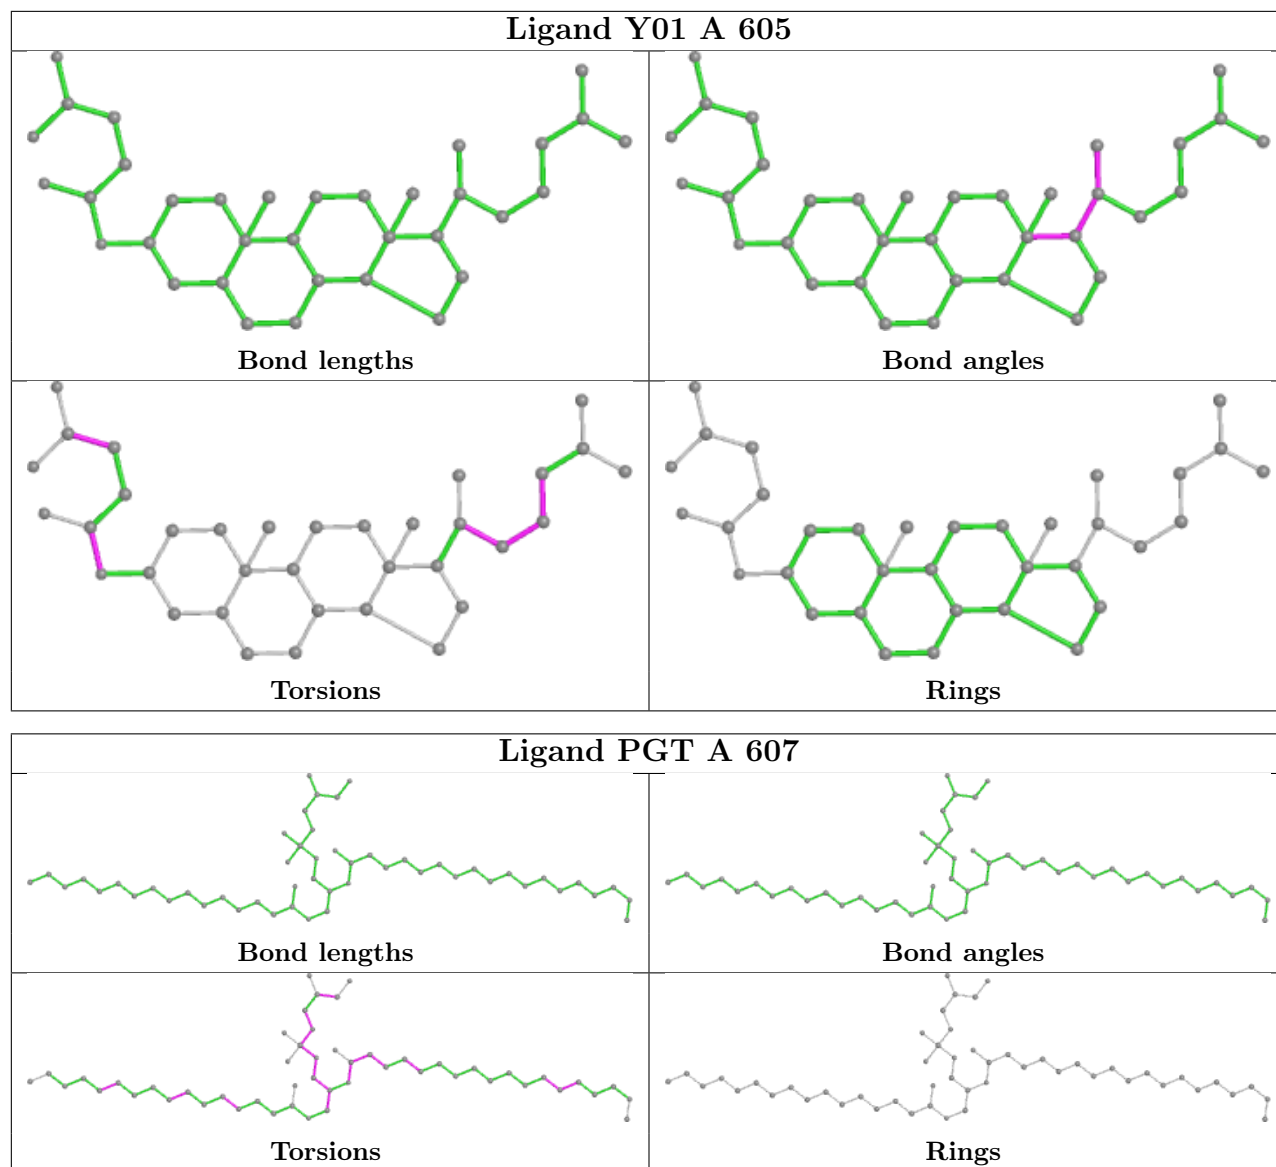 Ligand Y01 A 605
Bond lengths
Bond angles
Torsions
Rings
Ligand PGT A 607
Bond lengths
Bond angles
Torsions
Rings